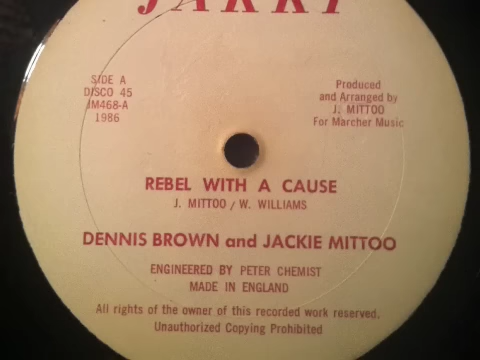 JARRT
SIDE A
DISCO 45
JM468-A
1986
Produced
and Arranged by
J. MITTOO
For Marcher Music
REBEL WITH A CAUSE
J. MITTOO / W. WILLIAMS
DENNIS BROWN and JACKIE MITTOO
ENGINEERED BY PETER CHEMIST
MADE IN ENGLAND
All rights of the owner of this recorded work reserved.
Unauthorized Copying Prohibited